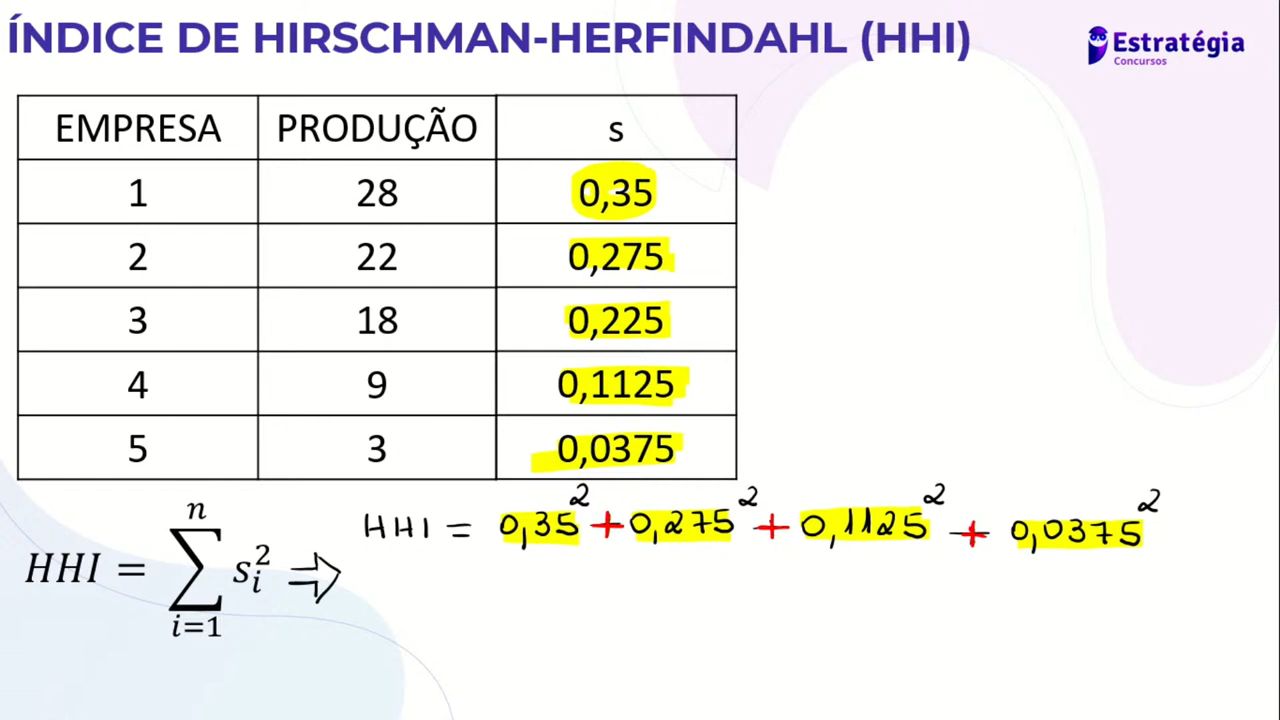 ÍNDICE DE HIRSCHMAN-HERFINDAHL (HHI)
Estratégia
Concursos
EMPRESA PRODUÇÃO s
1 28 0,35
2 22 0,275
3 18 0,225
4 9 0,1125
5 3 0,0375
HHI = 0,35² + 0,275² + 0,1125² + 0,0375²
n
HHI = ∑ s_i² ⇒
i=1